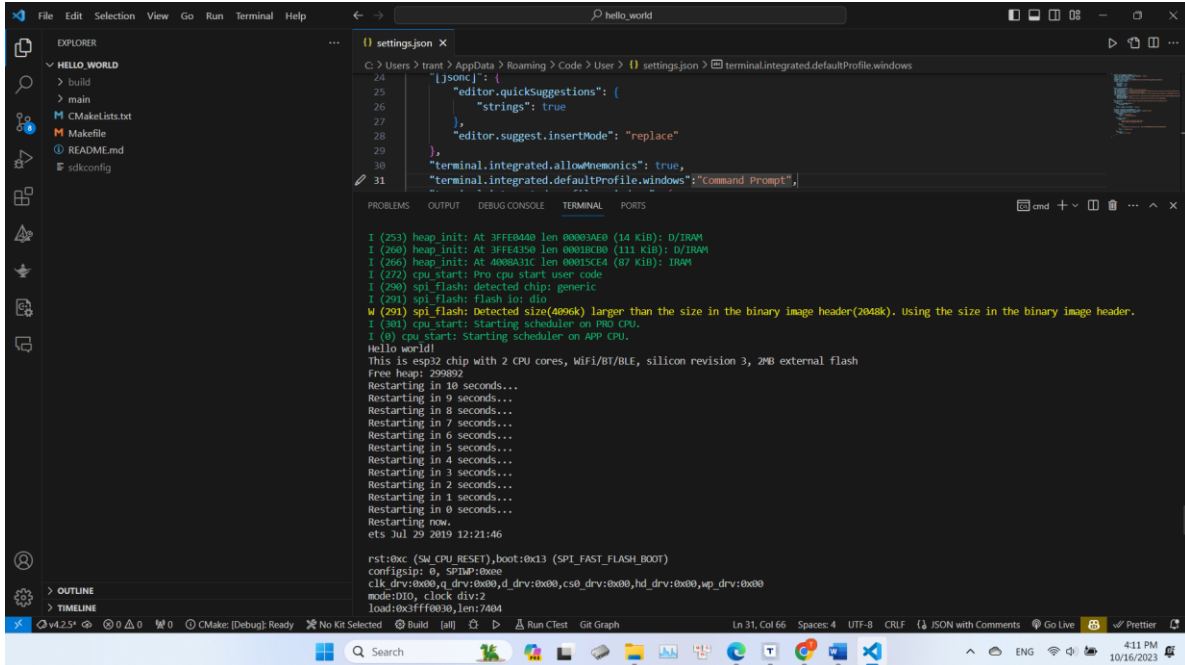 File Edit Selection View Go Run Terminal Help
hello_world
EXPLORER
HELLO_WORLD
build
main
M CMakeLists.txt
M Makefile
README.md
sdkconfig
OUTLINE
TIMELINE
{} settings.json
C: > Users > trant > AppData > Roaming > Code > User > {} settings.json > terminal.integrated.defaultProfile.windows
24 "[jsonc]": {
25 "editor.quickSuggestions": {
26 "strings": true
27 },
28 "editor.suggest.insertMode": "replace"
29 },
30 "terminal.integrated.allowMnemonics": true,
31 "terminal.integrated.defaultProfile.windows":"Command Prompt",
PROBLEMS OUTPUT DEBUG CONSOLE TERMINAL PORTS
cmd
I (253) heap_init: At 3FFE0440 len 00003AE0 (14 KiB): D/IRAM
I (260) heap_init: At 3FFE4350 len 0001BCB0 (111 KiB): D/IRAM
I (266) heap_init: At 4008A31C len 00015CE4 (87 KiB): IRAM
I (272) cpu_start: Pro cpu start user code
I (290) spi_flash: detected chip: generic
I (291) spi_flash: flash io: dio
W (291) spi_flash: Detected size(4096k) larger than the size in the binary image header(2048k). Using the size in the binary image header.
I (301) cpu_start: Starting scheduler on PRO CPU.
I (0) cpu_start: Starting scheduler on APP CPU.
Hello world!
This is esp32 chip with 2 CPU cores, WiFi/BT/BLE, silicon revision 3, 2MB external flash
Free heap: 299892
Restarting in 10 seconds...
Restarting in 9 seconds...
Restarting in 8 seconds...
Restarting in 7 seconds...
Restarting in 6 seconds...
Restarting in 5 seconds...
Restarting in 4 seconds...
Restarting in 3 seconds...
Restarting in 2 seconds...
Restarting in 1 seconds...
Restarting in 0 seconds...
Restarting now.
ets Jul 29 2019 12:21:46
rst:0xc (SW_CPU_RESET),boot:0x13 (SPI_FAST_FLASH_BOOT)
configsip: 0, SPIWP:0xee
clk_drv:0x00,q_drv:0x00,d_drv:0x00,cs0_drv:0x00,hd_drv:0x00,wp_drv:0x00
mode:DIO, clock div:2
load:0x3fff0030,len:7404
v4.2.5* 0 0 0 CMake: [Debug]: Ready No Kit Selected Build [all] Run CTest Git Graph Ln 31, Col 66 Spaces: 4 UTF-8 CRLF JSON with Comments Go Live Prettier
Search
ENG
4:11 PM
10/16/2023